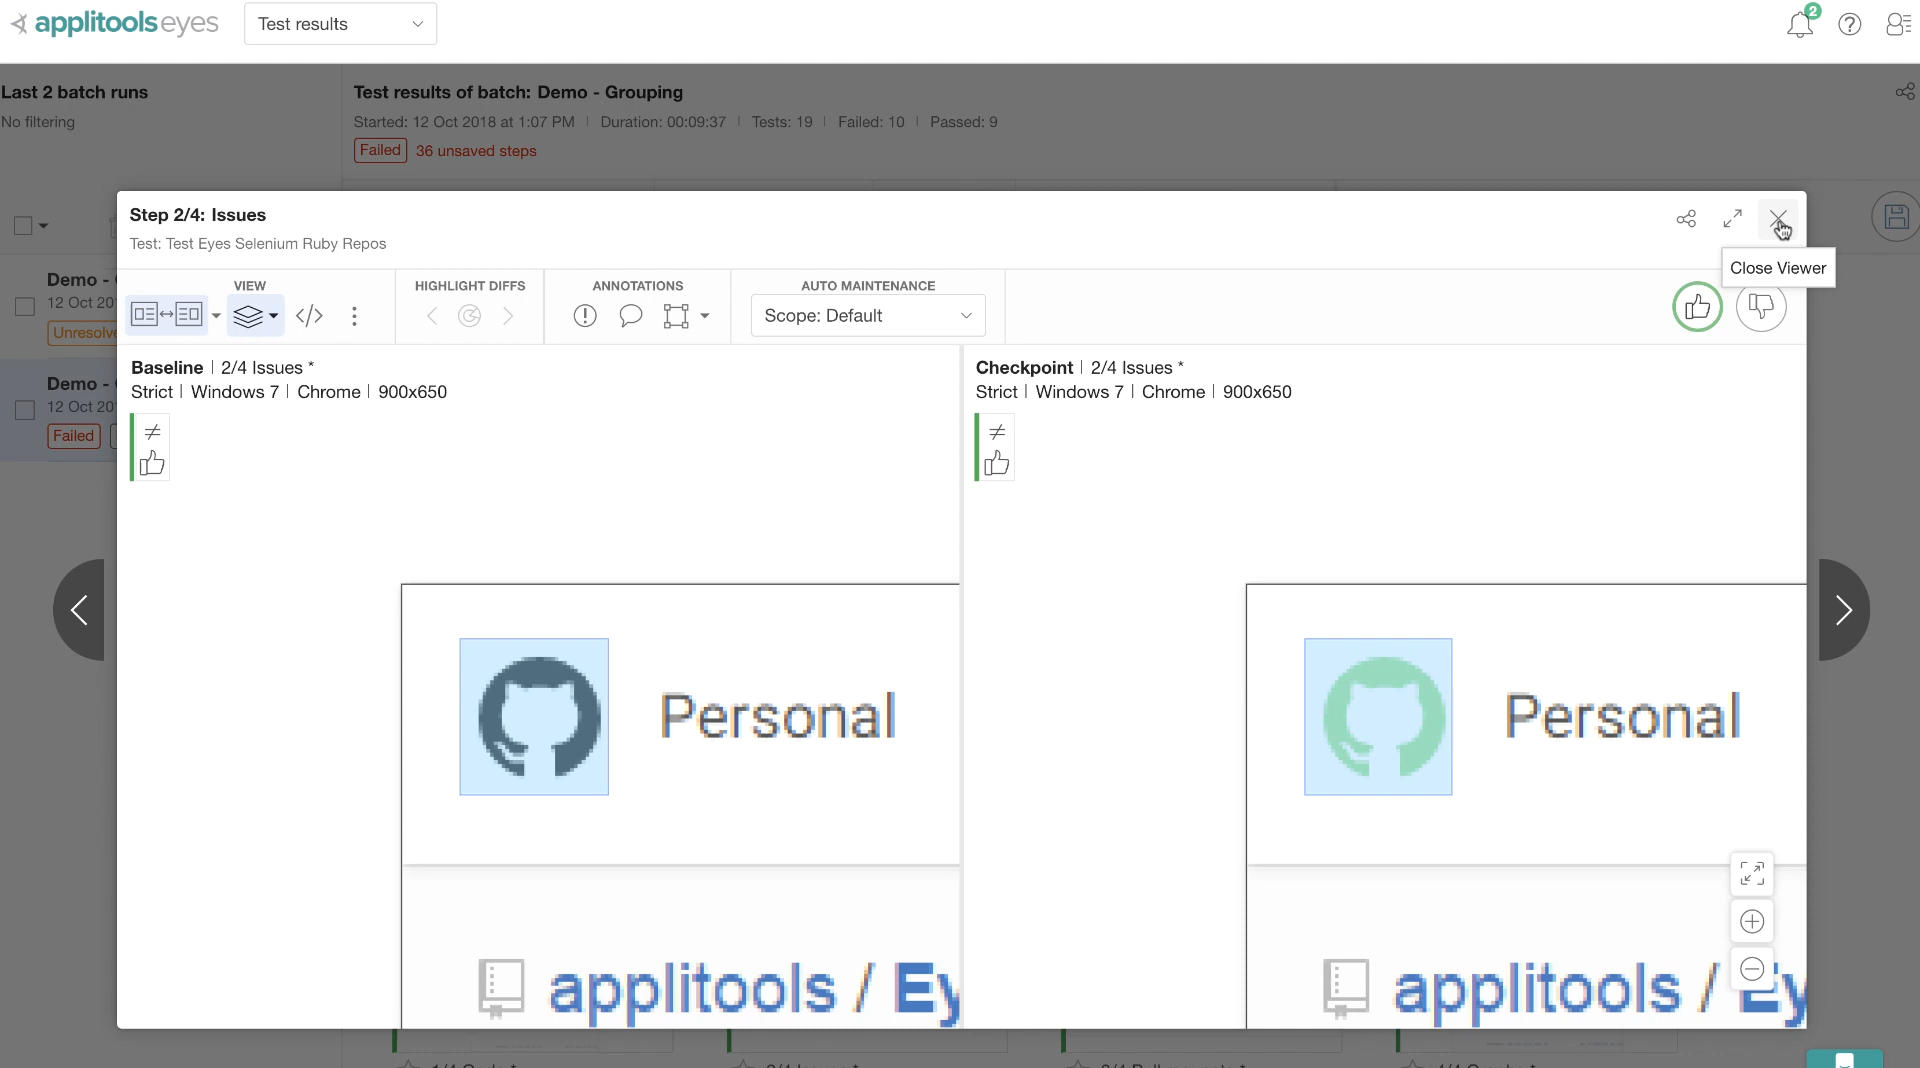 applitools eyes
Test results
2
Last 2 batch runs
No filtering
Test results of batch: Demo - Grouping
Started: 12 Oct 2018 at 1:07 PM | Duration: 00:09:37 | Tests: 19 | Failed: 10 | Passed: 9
Failed 36 unsaved steps
Step 2/4: Issues
Test: Test Eyes Selenium Ruby Repos
Close Viewer
Demo -
12 Oct 20
Unresolve
Demo -
12 Oct 20
Failed
VIEW
HIGHLIGHT DIFFS
ANNOTATIONS
AUTO MAINTENANCE
Scope: Default
Baseline | 2/4 Issues *
Strict | Windows 7 | Chrome | 900x650
≠
Personal
applitools / Ey
Checkpoint | 2/4 Issues *
Strict | Windows 7 | Chrome | 900x650
≠
Personal
applitools / Ey